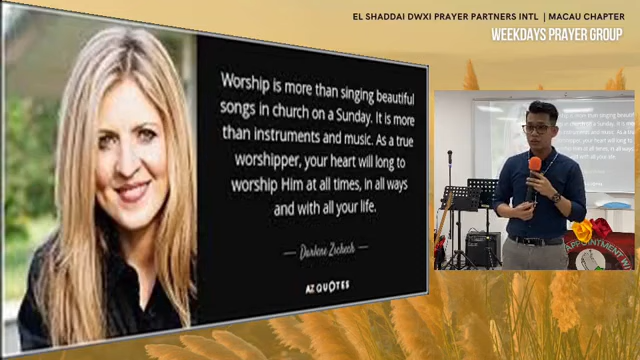 EL SHADDAI DWXI PRAYER PARTNERS INTL | MACAU CHAPTER
WEEKDAYS PRAYER GROUP
Worship is more than singing beautiful
songs in church on a Sunday. It is more
than instruments and music. As a true
worshipper, your heart will long to
worship Him at all times, in all ways
and with all your life.
— Darlene Zschech —
AZ QUOTES
APPOINTMENT WI